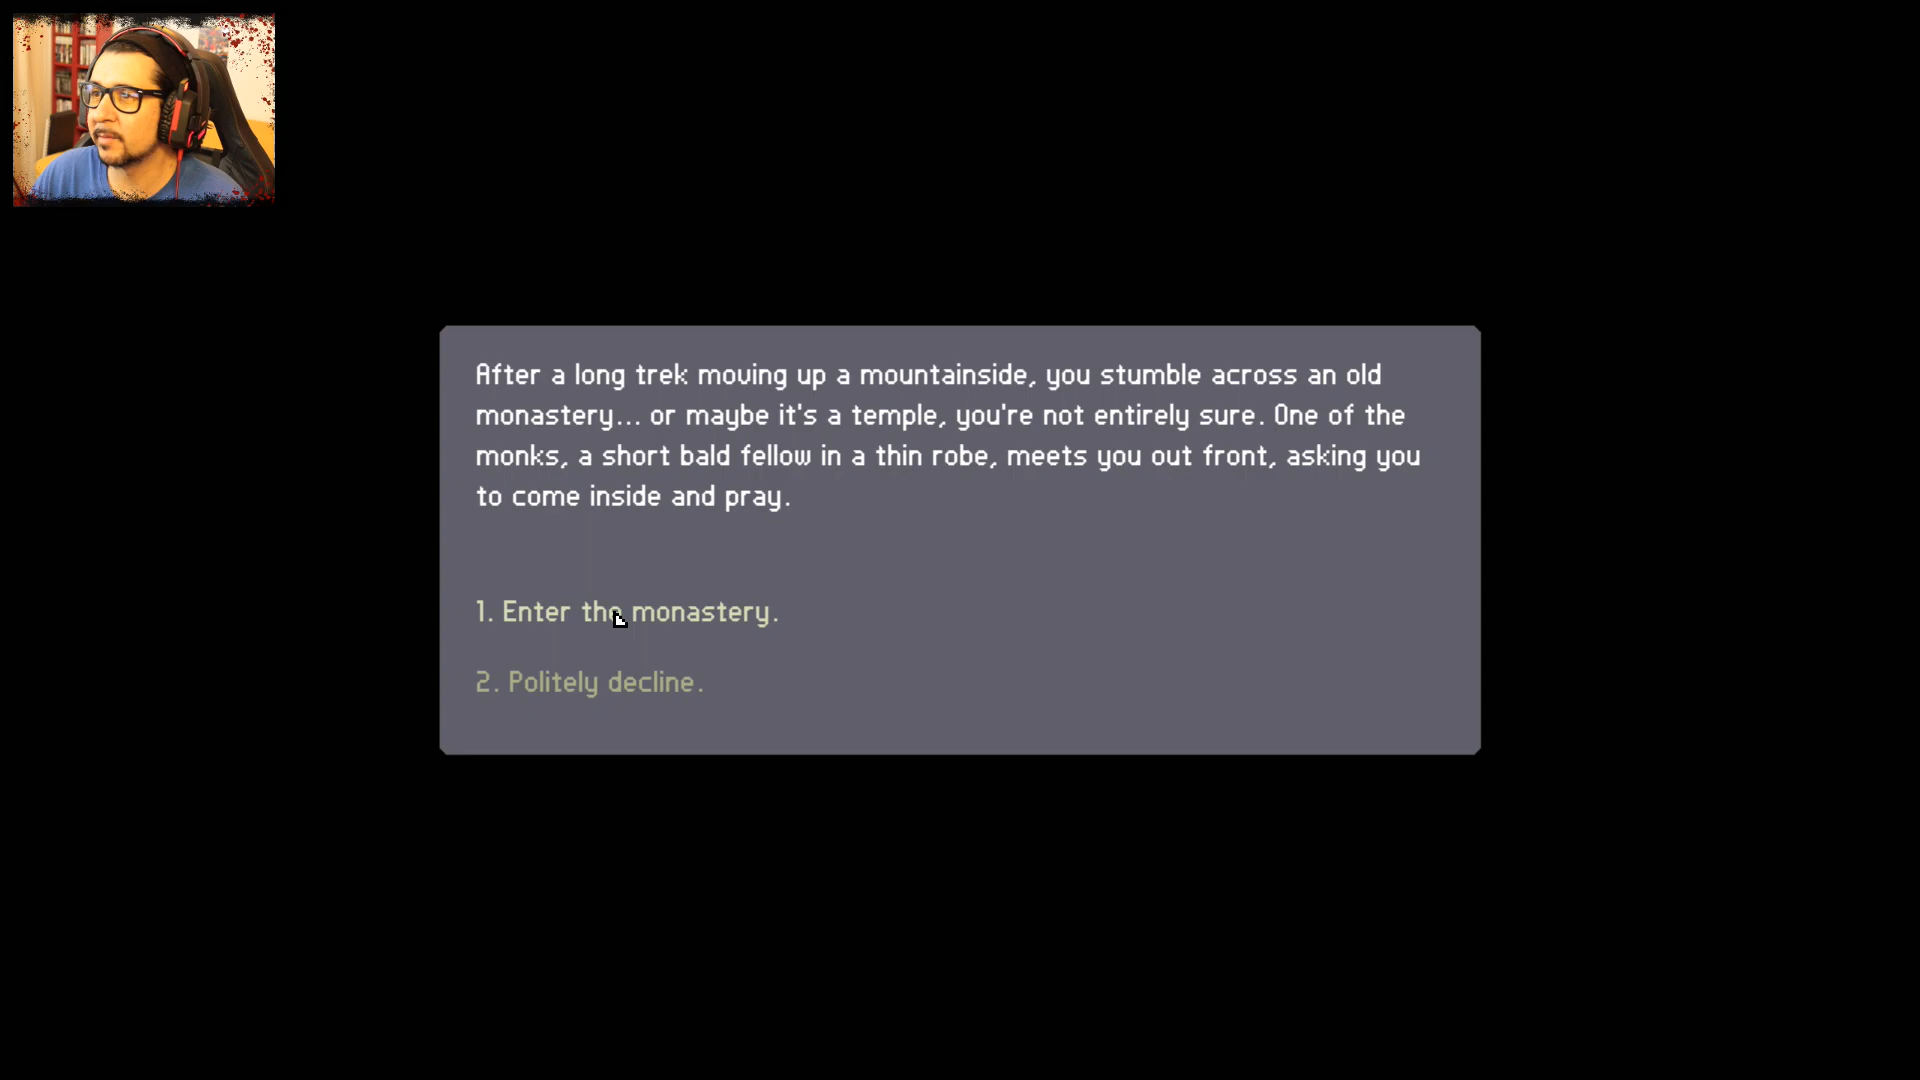 After a long trek moving up a mountainside, you stumble across an old
monastery... or maybe it's a temple, you're not entirely sure. One of the
monks, a short bald fellow in a thin robe, meets you out front, asking you
to come inside and pray.
1. Enter the monastery.
2. Politely decline.